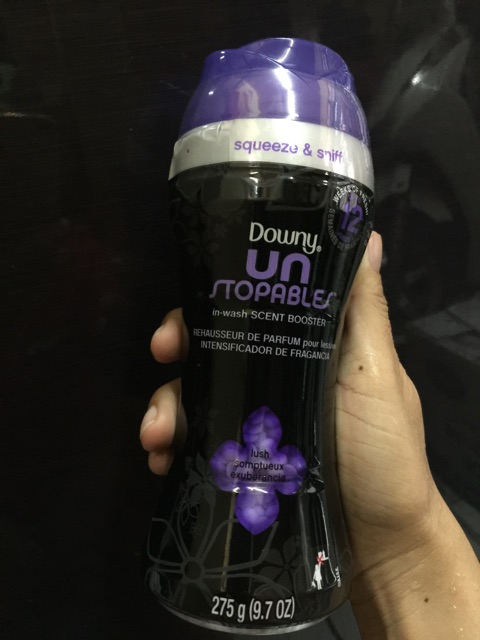 squeeze & sniff
12
Downy®
UN
STOPABLES
in-wash SCENT BOOSTER
REHAUSSEUR DE PARFUM pour lessive
INTENSIFICADOR DE FRAGANCIA
lush
somptueux
exuberancia
275 g (9.7 OZ)